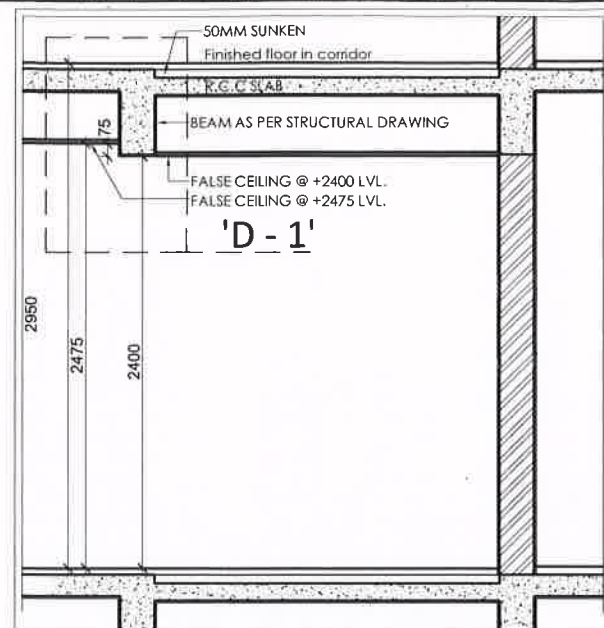 50MM SUNKEN
Finished floor in corridor
R.C.C SLAB
BEAM AS PER STRUCTURAL DRAWING
75
FALSE CEILING @ +2400 LVL.
FALSE CEILING @ +2475 LVL.
'D - 1'
2950
2475
2400